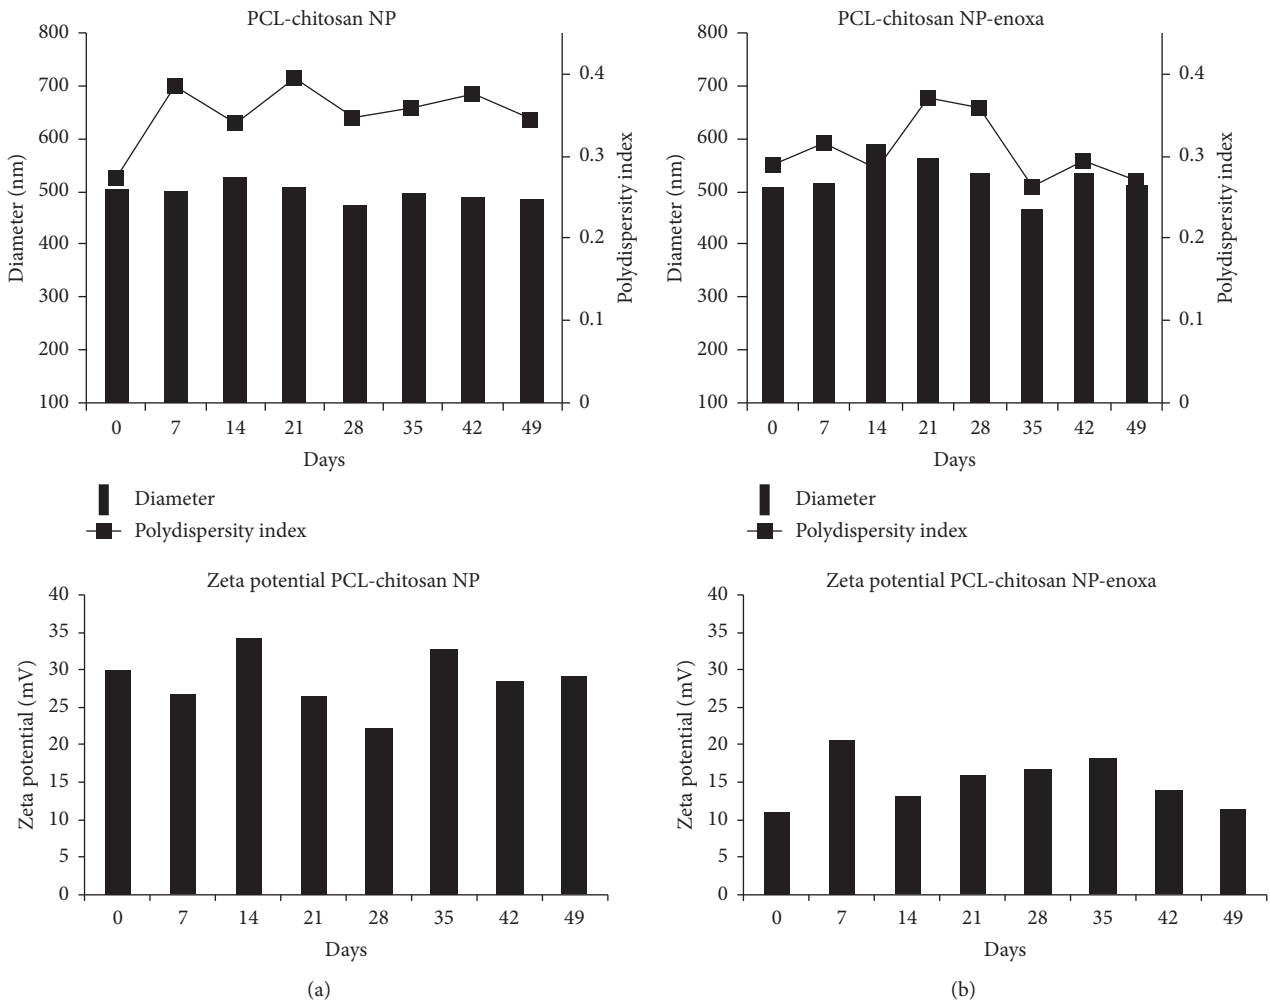 PCL-chitosan NP
800
700
600
500
400
300
200
100
Diameter (nm)
0.4
0.3
0.2
0.1
0
Polydispersity index
0 7 14 21 28 35 42 49
Days
Diameter
Polydispersity index
PCL-chitosan NP-enoxa
800
700
600
500
400
300
200
100
Diameter (nm)
0.4
0.3
0.2
0.1
0
Polydispersity index
0 7 14 21 28 35 42 49
Days
Diameter
Polydispersity index
Zeta potential PCL-chitosan NP
40
35
30
25
20
15
10
5
0
Zeta potential (mV)
0 7 14 21 28 35 42 49
Days
(a)
Zeta potential PCL-chitosan NP-enoxa
40
35
30
25
20
15
10
5
0
Zeta potential (mV)
0 7 14 21 28 35 42 49
Days
(b)